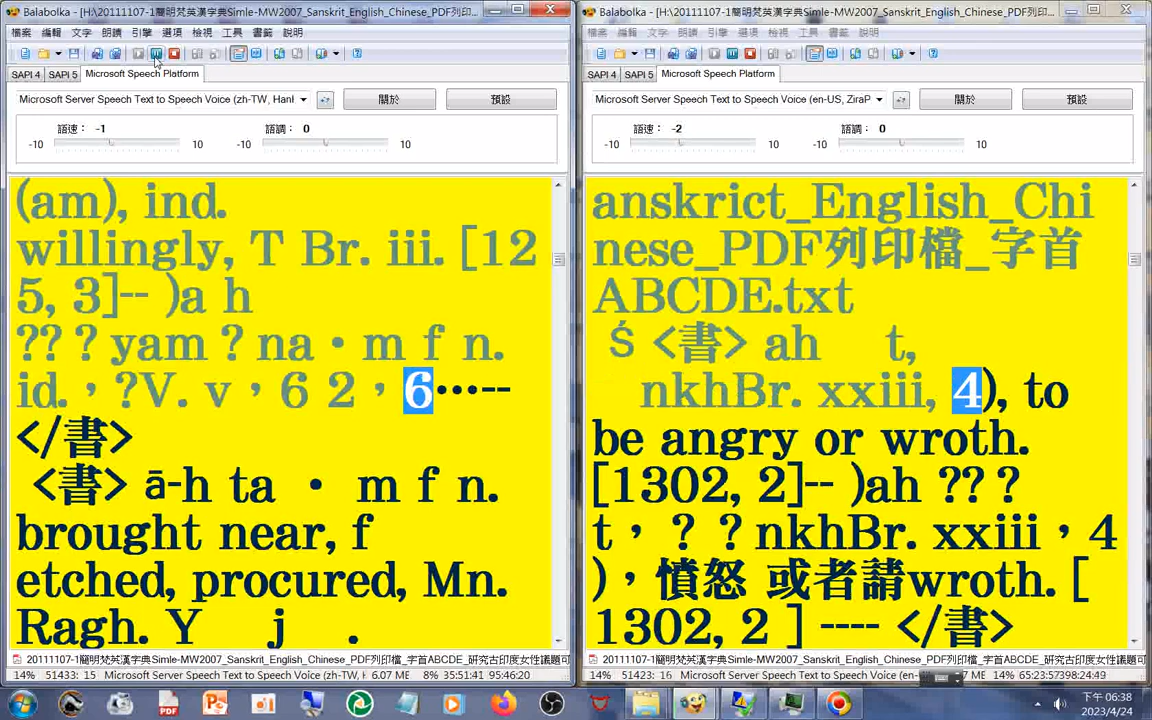 Balabolka - [H:\20111107-1簡明梵英漢字典Simle-MW2007_Sanskrit_English_Chinese_PDF列印...
檔案 編輯 文字 朗讀 引擎 選項 檢視 工具 書籤 說明
SAPI 4 SAPI 5 Microsoft Speech Platform
Microsoft Server Speech Text to Speech Voice (zh-TW, Hanl
關於 預設
語速: -1 語調: 0
-10 10 -10 10
(am), ind.
willingly, T Br. iii. [12
5, 3]-- )a h
?? ? yam ? na・m f n.
id.，?V. v，6 2，6…--
</書>
<書> ā-h ta ・ m f n.
brought near, f
etched, procured, Mn.
Ragh. Y j .
20111107-1簡明梵英漢字典Simle-MW2007_Sanskrit_English_Chinese_PDF列印檔_字首ABCDE_研究古印度女性議題可
14% 51433: 15 Microsoft Server Speech Text to Speech Voice (zh-TW, H 6.07 ME 8% 35:51:41 95:46:20
Balabolka - [H:\20111107-1簡明梵英漢字典Simle-MW2007_Sanskrit_English_Chinese_PDF列印...
檔案 編輯 文字 朗讀 引擎 選項 檢視 工具 書籤 說明
SAPI 4 SAPI 5 Microsoft Speech Platform
Microsoft Server Speech Text to Speech Voice (en-US, ZiraP
關於 預設
語速: -2 語調: 0
-10 10 -10 10
anskrict_English_Chi
nese_PDF列印檔_字首
ABCDE.txt
Ś <書> ah t,
nkhBr. xxiii, 4), to
be angry or wroth.
[1302, 2]-- )ah ?? ?
t，? ? nkhBr. xxiii，4
)，憤怒 或者請wroth. [
1302, 2 ] ---- </書>
20111107-1簡明梵英漢字典Simle-MW2007_Sanskrit_English_Chinese_PDF列印檔_字首ABCDE_研究古印度女性議題可
14% 51423: 16 Microsoft Server Speech Text to Speech Voice (en-US, 07 ME 14% 65:23:57
下午 06:38
2023/4/24